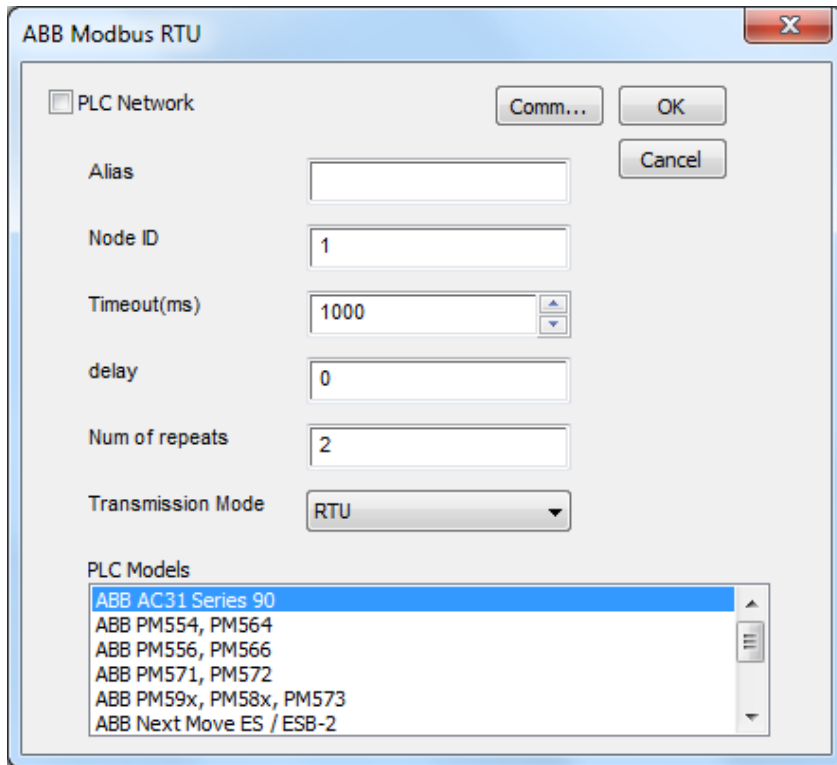 ABB Modbus RTU
PLC Network
Comm...
OK
Cancel
Alias
Node ID
1
Timeout(ms)
1000
delay
0
Num of repeats
2
Transmission Mode
RTU
PLC Models
ABB AC31 Series 90
ABB PM554, PM564
ABB PM556, PM566
ABB PM571, PM572
ABB PM59x, PM58x, PM573
ABB Next Move ES / ESB-2